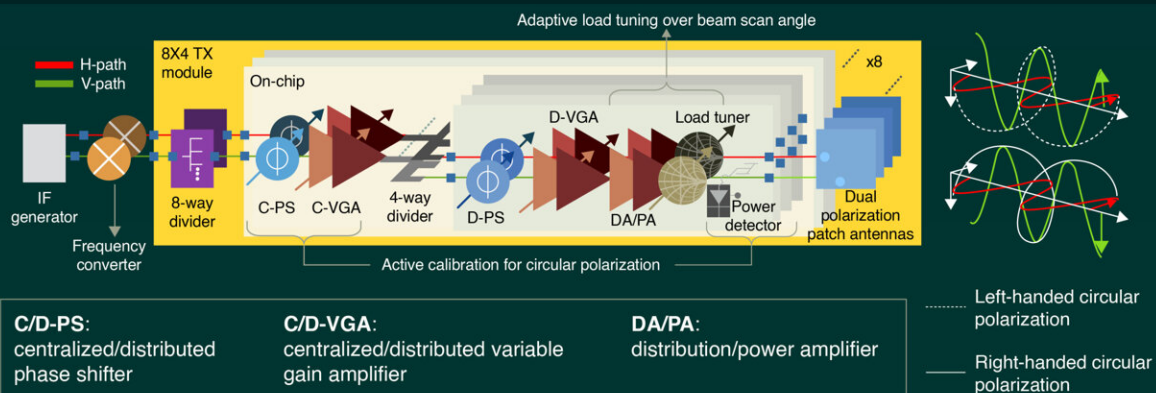 Adaptive load tuning over beam scan angle
H-path
V-path
8X4 TX
module
On-chip
x8
D-VGA
Load tuner
IF
generator
8-way
divider
C-PS
C-VGA
4-way
divider
D-PS
DA/PA
Power
detector
Dual
polarization
patch antennas
Frequency
converter
Active calibration for circular polarization
C/D-PS:
centralized/distributed
phase shifter
C/D-VGA:
centralized/distributed variable
gain amplifier
DA/PA:
distribution/power amplifier
Left-handed circular
polarization
Right-handed circular
polarization